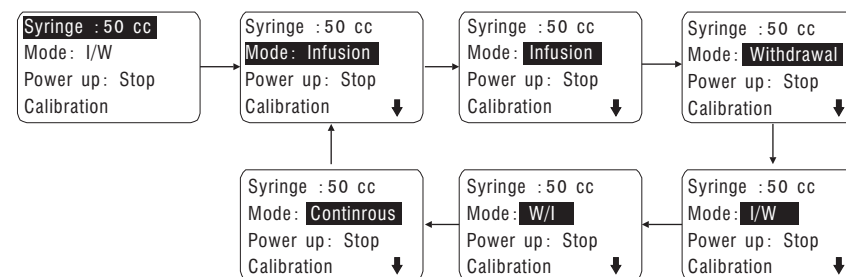 Syringe :50 cc
Mode: I/W
Power up: Stop
Calibration
Syringe :50 cc
Mode: Infusion
Power up: Stop
Calibration
Syringe :50 cc
Mode: Infusion
Power up: Stop
Calibration
Syringe :50 cc
Mode: Withdrawal
Power up: Stop
Calibration
Syringe :50 cc
Mode: Continrous
Power up: Stop
Calibration
Syringe :50 cc
Mode: W/I
Power up: Stop
Calibration
Syringe :50 cc
Mode: I/W
Power up: Stop
Calibration